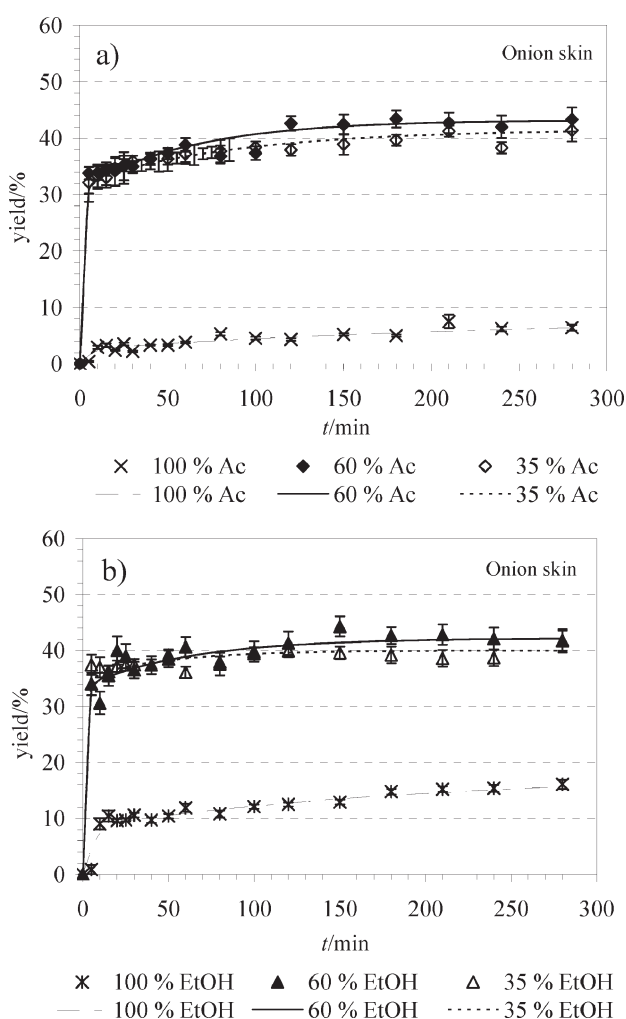 a)
Onion skin
60
50
40
30
20
10
0
yield/%
0 50 100 150 200 250 300
t/min
100 % Ac 60 % Ac 35 % Ac
100 % Ac 60 % Ac 35 % Ac
b)
Onion skin
60
50
40
30
20
10
0
yield/%
0 50 100 150 200 250 300
t/min
100 % EtOH 60 % EtOH 35 % EtOH
100 % EtOH 60 % EtOH 35 % EtOH